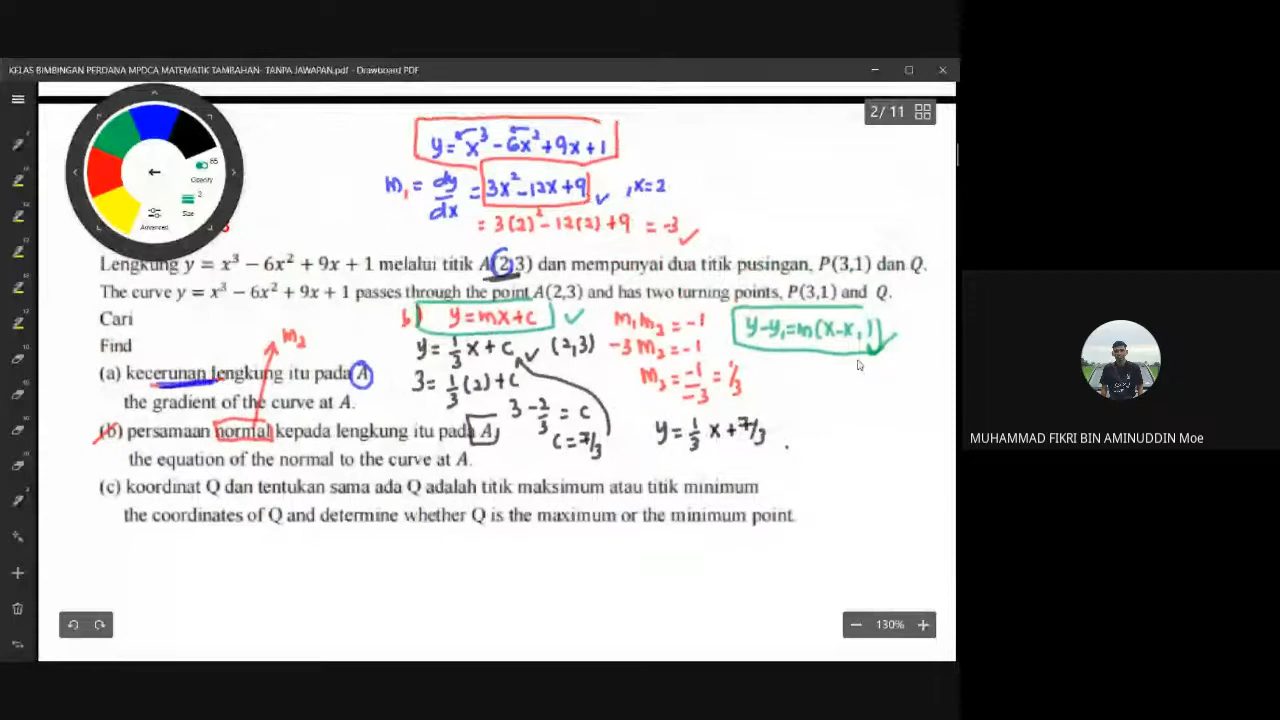 KELAS BIMBINGAN PERDANA MPDCA MATEMATIK TAMBAHAN- TANPA JAWAPAN.pdf - Drawboard PDF
2 / 11
65
Opacity
2
Size
Advanced
y = x³ - 6x² + 9x + 1
m₁ = dy/dx = 3x² - 12x + 9 , x = 2
= 3(2)² - 12(2) + 9 = -3
Lengkung y = x³ − 6x² + 9x + 1 melalui titik A(2,3) dan mempunyai dua titik pusingan, P(3,1) dan Q.
The curve y = x³ − 6x² + 9x + 1 passes through the point A(2,3) and has two turning points, P(3,1) and Q.
Cari
Find
(a) kecerunan lengkung itu pada A
the gradient of the curve at A.
(b) persamaan normal kepada lengkung itu pada A,
the equation of the normal to the curve at A.
(c) koordinat Q dan tentukan sama ada Q adalah titik maksimum atau titik minimum
the coordinates of Q and determine whether Q is the maximum or the minimum point.
m₂
b) y = mx + c
y = 1/3 x + c (2,3)
3 = 1/3 (2) + c
3 - 2/3 = c
c = 7/3
m₁m₂ = -1
-3 m₂ = -1
m₂ = -1/-3 = 1/3
y - y₁ = m(x - x₁)
y = 1/3 x + 7/3
130%
MUHAMMAD FIKRI BIN AMINUDDIN Moe